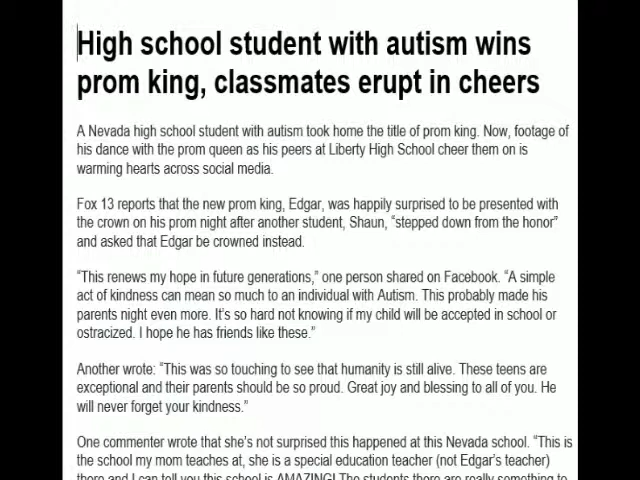 High school student with autism wins
prom king, classmates erupt in cheers
A Nevada high school student with autism took home the title of prom king. Now, footage of
his dance with the prom queen as his peers at Liberty High School cheer them on is
warming hearts across social media.
Fox 13 reports that the new prom king, Edgar, was happily surprised to be presented with
the crown on his prom night after another student, Shaun, “stepped down from the honor”
and asked that Edgar be crowned instead.
“This renews my hope in future generations,” one person shared on Facebook. “A simple
act of kindness can mean so much to an individual with Autism. This probably made his
parents night even more. It’s so hard not knowing if my child will be accepted in school or
ostracized. I hope he has friends like these.”
Another wrote: “This was so touching to see that humanity is still alive. These teens are
exceptional and their parents should be so proud. Great joy and blessing to all of you. He
will never forget your kindness.”
One commenter wrote that she’s not surprised this happened at this Nevada school. “This is
the school my mom teaches at, she is a special education teacher (not Edgar’s teacher)
there and I can tell you this school is AMAZING! The students there are really something to